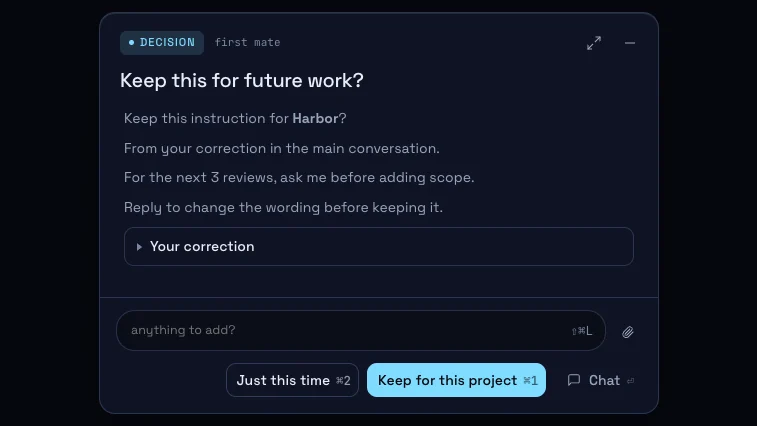 DECISION first mate
Keep this for future work?
Keep this instruction for Harbor?
From your correction in the main conversation.
For the next 3 reviews, ask me before adding scope.
Reply to change the wording before keeping it.
Your correction
anything to add? ⇧⌘L
Just this time ⌘2 Keep for this project ⌘1 Chat ⏎